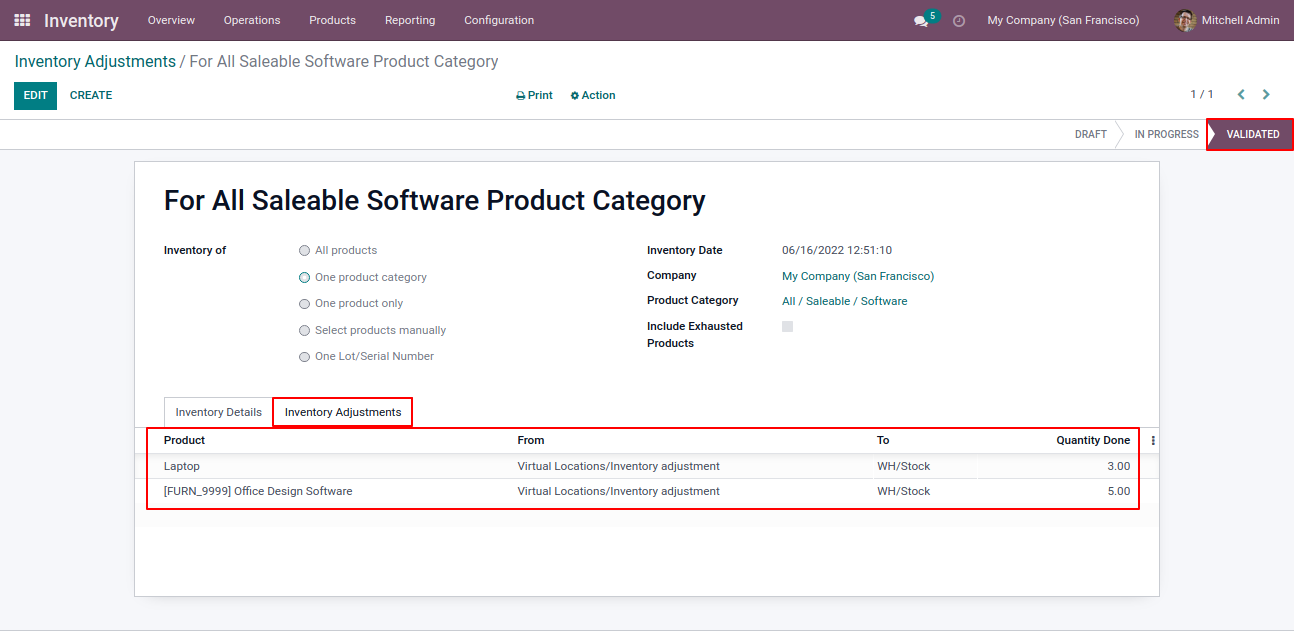 Inventory Overview Operations Products Reporting Configuration 5 My Company (San Francisco) Mitchell Admin
Inventory Adjustments / For All Saleable Software Product Category
EDIT CREATE Print Action 1 / 1
DRAFT IN PROGRESS VALIDATED
For All Saleable Software Product Category
Inventory of
All products
One product category
One product only
Select products manually
One Lot/Serial Number
Inventory Date 06/16/2022 12:51:10
Company My Company (San Francisco)
Product Category All / Saleable / Software
Include Exhausted
Products
Inventory Details Inventory Adjustments
Product From To Quantity Done
Laptop Virtual Locations/Inventory adjustment WH/Stock 3.00
[FURN_9999] Office Design Software Virtual Locations/Inventory adjustment WH/Stock 5.00